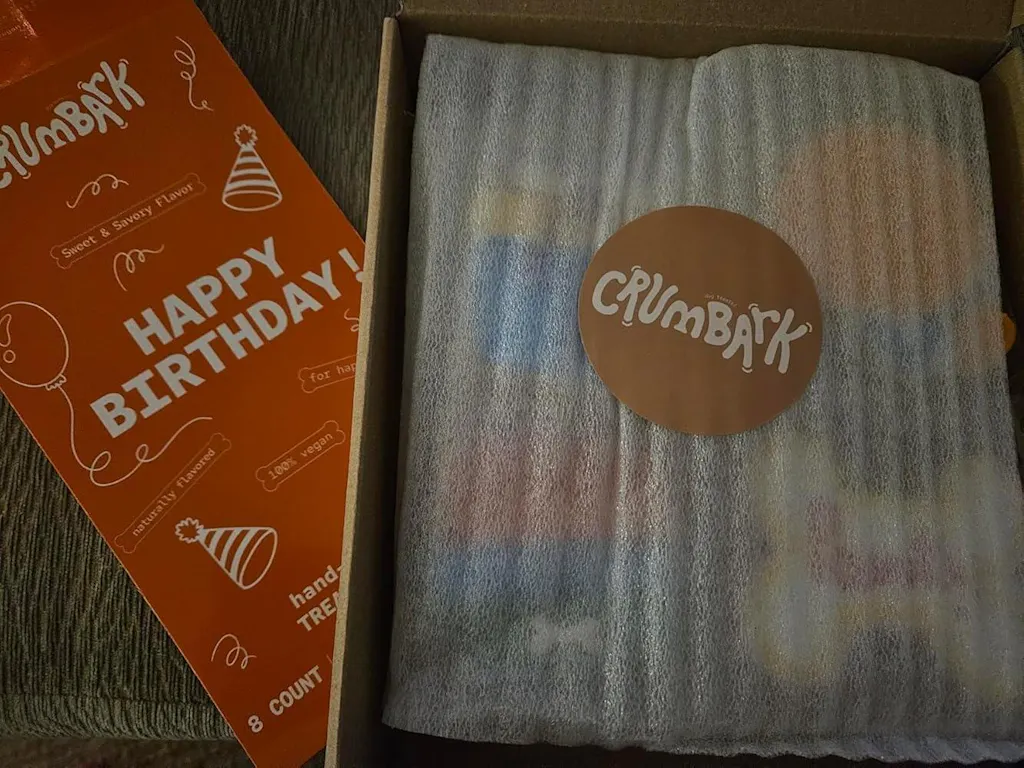 CRUMBARK
Sweet & Savory Flavor
HAPPY
BIRTHDAY!
for hap
100% vegan
naturally flavored
hand-
TREA
8 COUNT
CRUMBARK